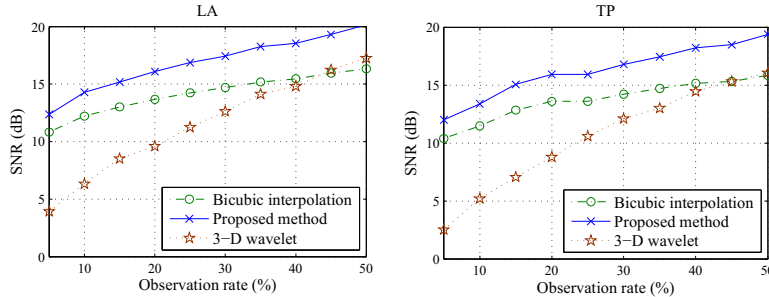 LA
SNR (dB)
20
15
10
5
0
10 20 30 40 50
Observation rate (%)
Bicubic interpolation
Proposed method
3-D wavelet
TP
SNR (dB)
20
15
10
5
0
10 20 30 40 50
Observation rate (%)
Bicubic interpolation
Proposed method
3-D wavelet